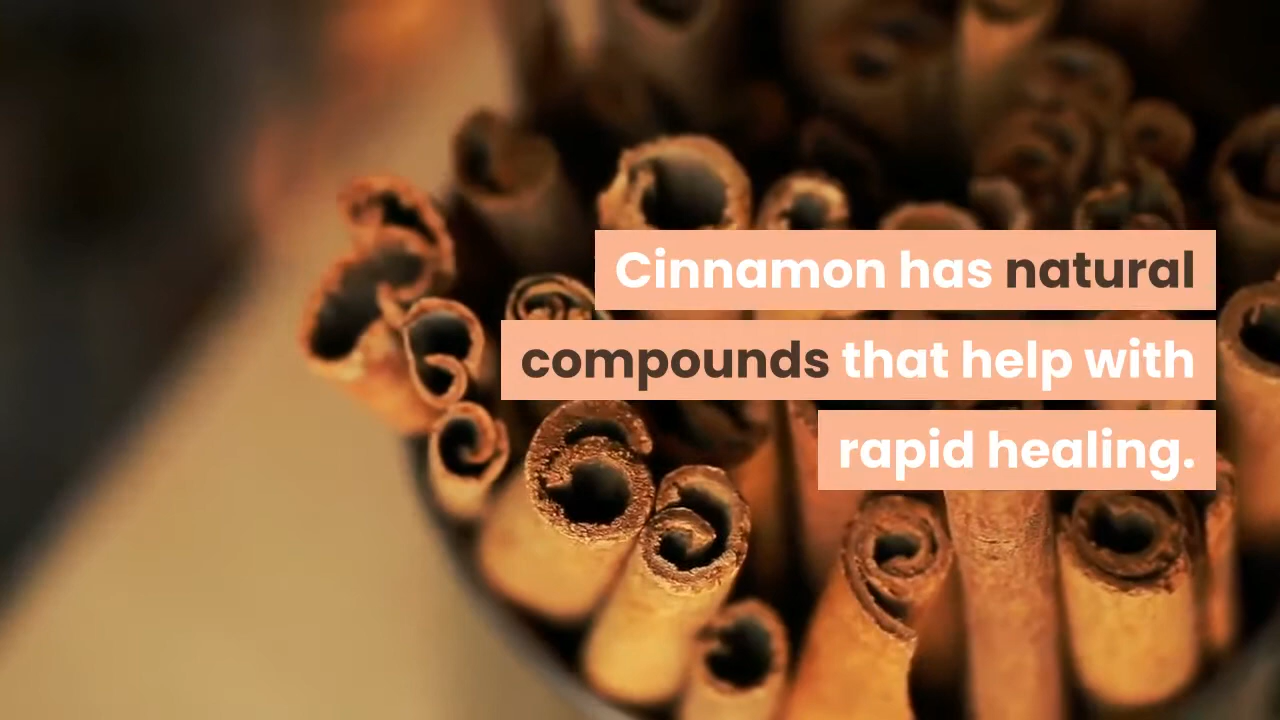 Cinnamon has natural
compounds that help with
rapid healing.